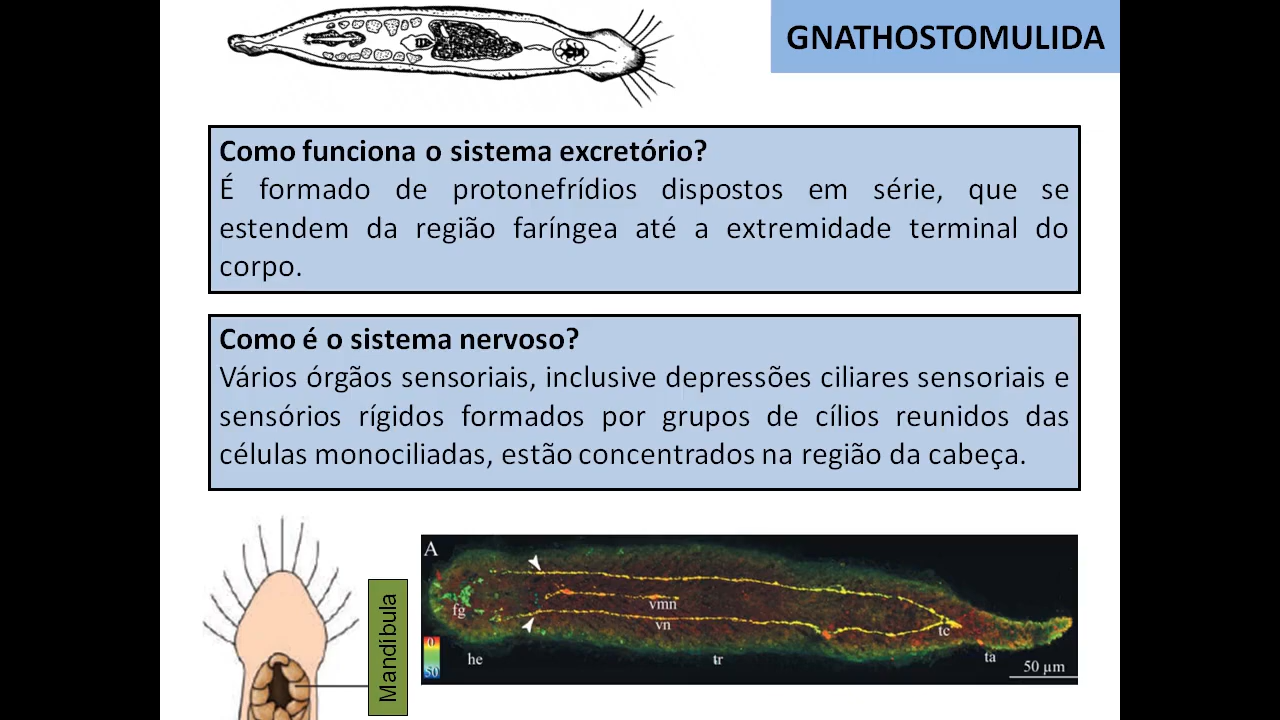 GNATHOSTOMULIDA
Como funciona o sistema excretório?
É formado de protonefrídios dispostos em série, que se
estendem da região faríngea até a extremidade terminal do
corpo.
Como é o sistema nervoso?
Vários órgãos sensoriais, inclusive depressões ciliares sensoriais e
sensórios rígidos formados por grupos de cílios reunidos das
células monociliadas, estão concentrados na região da cabeça.
Mandíbula
A
fg
vmn
vn
tc
0
50
he
tr
ta
50 µm